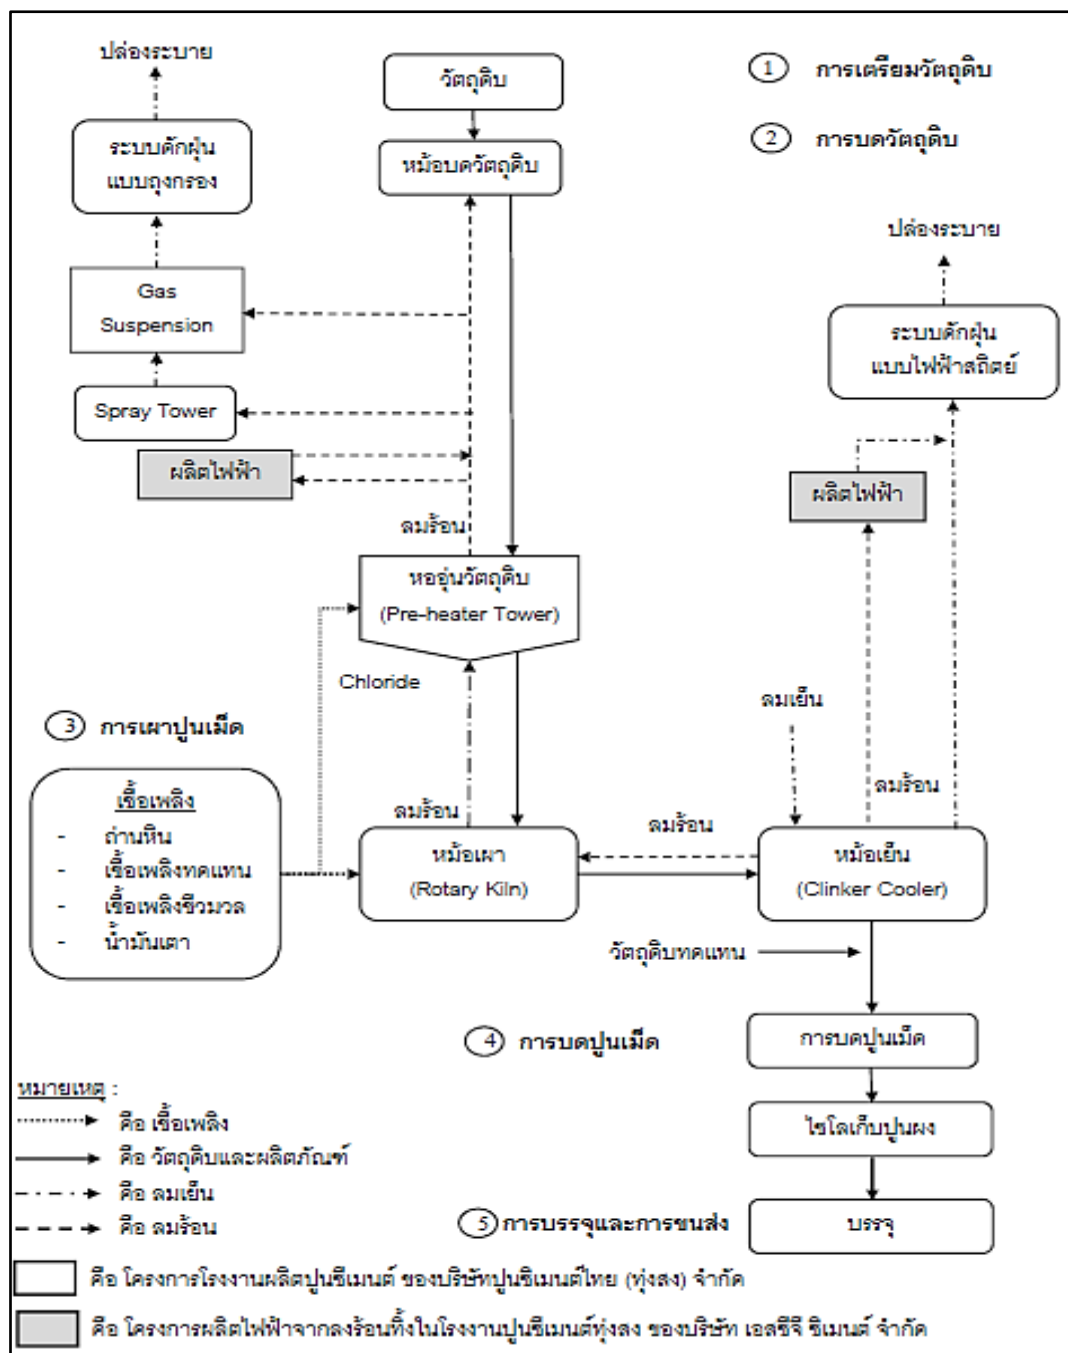 ปล่องระบาย
วัตถุดิบ
1 การเตรียมวัตถุดิบ
ระบบดักฝุ่น
แบบถุงกรอง
หม้อบดวัตถุดิบ
2 การบดวัตถุดิบ
ปล่องระบาย
Gas
Suspension
ระบบดักฝุ่น
แบบไฟฟ้าสถิตย์
Spray Tower
ผลิตไฟฟ้า
ผลิตไฟฟ้า
ลมร้อน
หออุ่นวัตถุดิบ
(Pre-heater Tower)
Chloride
ลมเย็น
3 การเผาปูนเม็ด
ลมร้อน
เชื้อเพลิง
- ถ่านหิน
- เชื้อเพลิงทดแทน
- เชื้อเพลิงชีวมวล
- น้ำมันเตา
ลมร้อน
ลมร้อน
หม้อเผา
(Rotary Kiln)
หม้อเย็น
(Clinker Cooler)
วัตถุดิบทดแทน
4 การบดปูนเม็ด
การบดปูนเม็ด
หมายเหตุ :
คือ เชื้อเพลิง
ไซโลเก็บปูนผง
คือ วัตถุดิบและผลิตภัณฑ์
คือ ลมเย็น
คือ ลมร้อน
5 การบรรจุและการขนส่ง
บรรจุ
คือ โครงการโรงงานผลิตปูนซีเมนต์ ของบริษัทปูนซิเมนต์ไทย (ทุ่งสง) จำกัด
คือ โครงการผลิตไฟฟ้าจากลงร้อนทิ้งในโรงงานปูนซีเมนต์ทุ่งสง ของบริษัท เอสซีจี ซิเมนต์ จำกัด